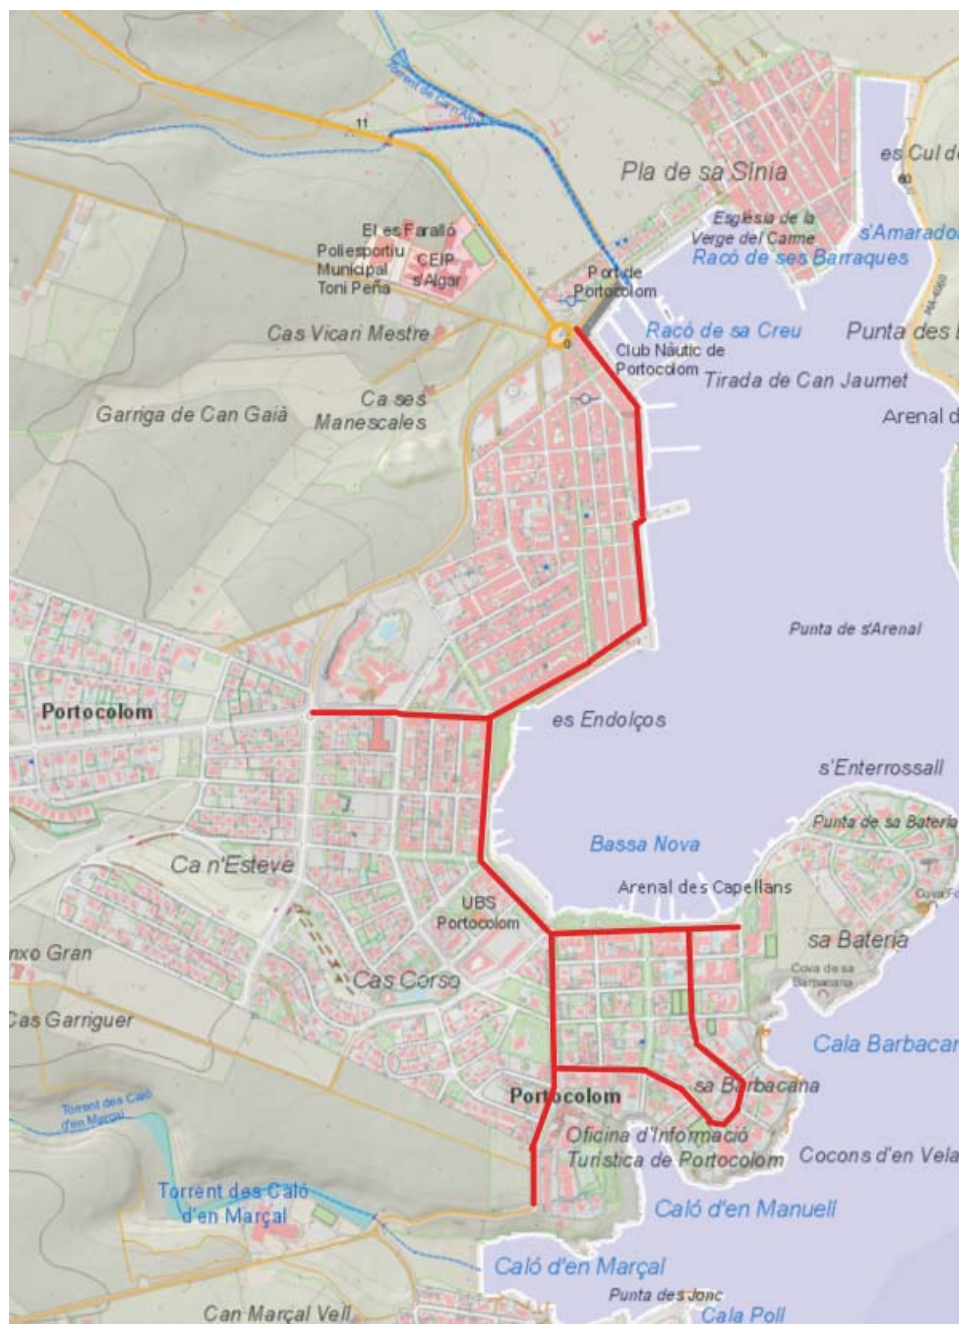 Torrent de Ca n'Alou
11
Pla de sa Sínia
es Cul de
60
Església de la
Verge del Carme
s'Amarador
Racó de ses Barraques
El es Faralló
Poliesportiu
Municipal
Toni Peña
CEIP
s'Algar
Port de
Portocolom
MA-4060
Cas Vicari Mestre
0
Racó de sa Creu
Punta des
Club Nàutic de
Portocolom
Tirada de Can Jaumet
Ca ses
Manescales
Garriga de Can Gaià
Arenal d
Punta de s'Arenal
Portocolom
es Endolços
s'Enterrossall
Punta de sa Bateria
Bassa Nova
Ca n'Esteve
Arenal des Capellans
UBS
Portocolom
Cova
sa Bateria
nxo Gran
Cas Corso
Cova de sa
Barbacana
Cas Garriguer
Cala Barbacan
sa Barbacana
Portocolom
Torrent des Caló
d'en Marçal
Oficina d'Informació
Turística de Portocolom
Cocons d'en Vela
Torrent des Caló
d'en Marçal
Caló d'en Manuell
Caló d'en Marçal
Can Marçal Vell
Punta des Jonc
Cala Poll